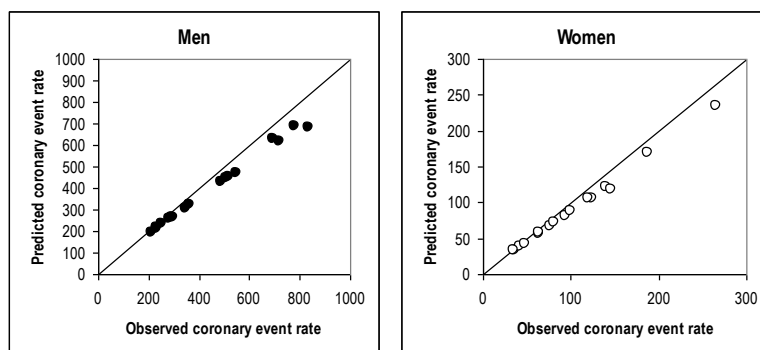 Men
Predicted coronary event rate
1000
900
800
700
600
500
400
300
200
100
0
0 200 400 600 800 1000
Observed coronary event rate
Women
Predicted coronary event rate
300
250
200
150
100
50
0
0 100 200 300
Observed coronary event rate